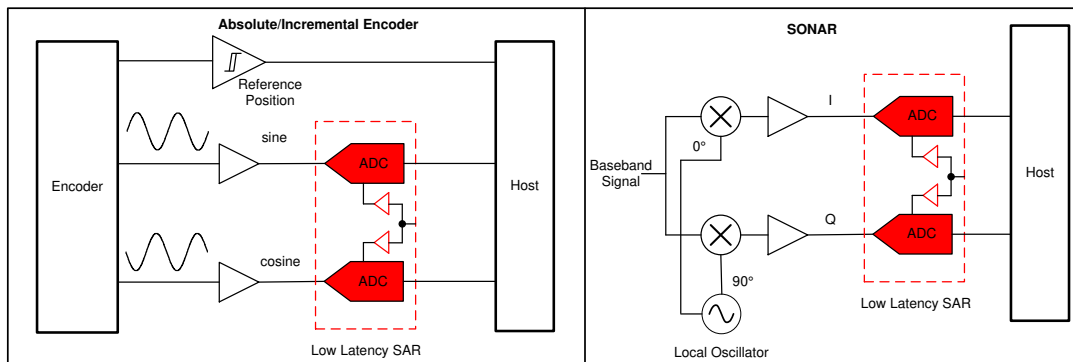 Absolute/Incremental Encoder
Reference
Position
sine
ADC
Encoder
Host
ADC
cosine
Low Latency SAR
SONAR
I
ADC
0°
Baseband
Signal
Host
Q
ADC
90°
Low Latency SAR
Local Oscillator